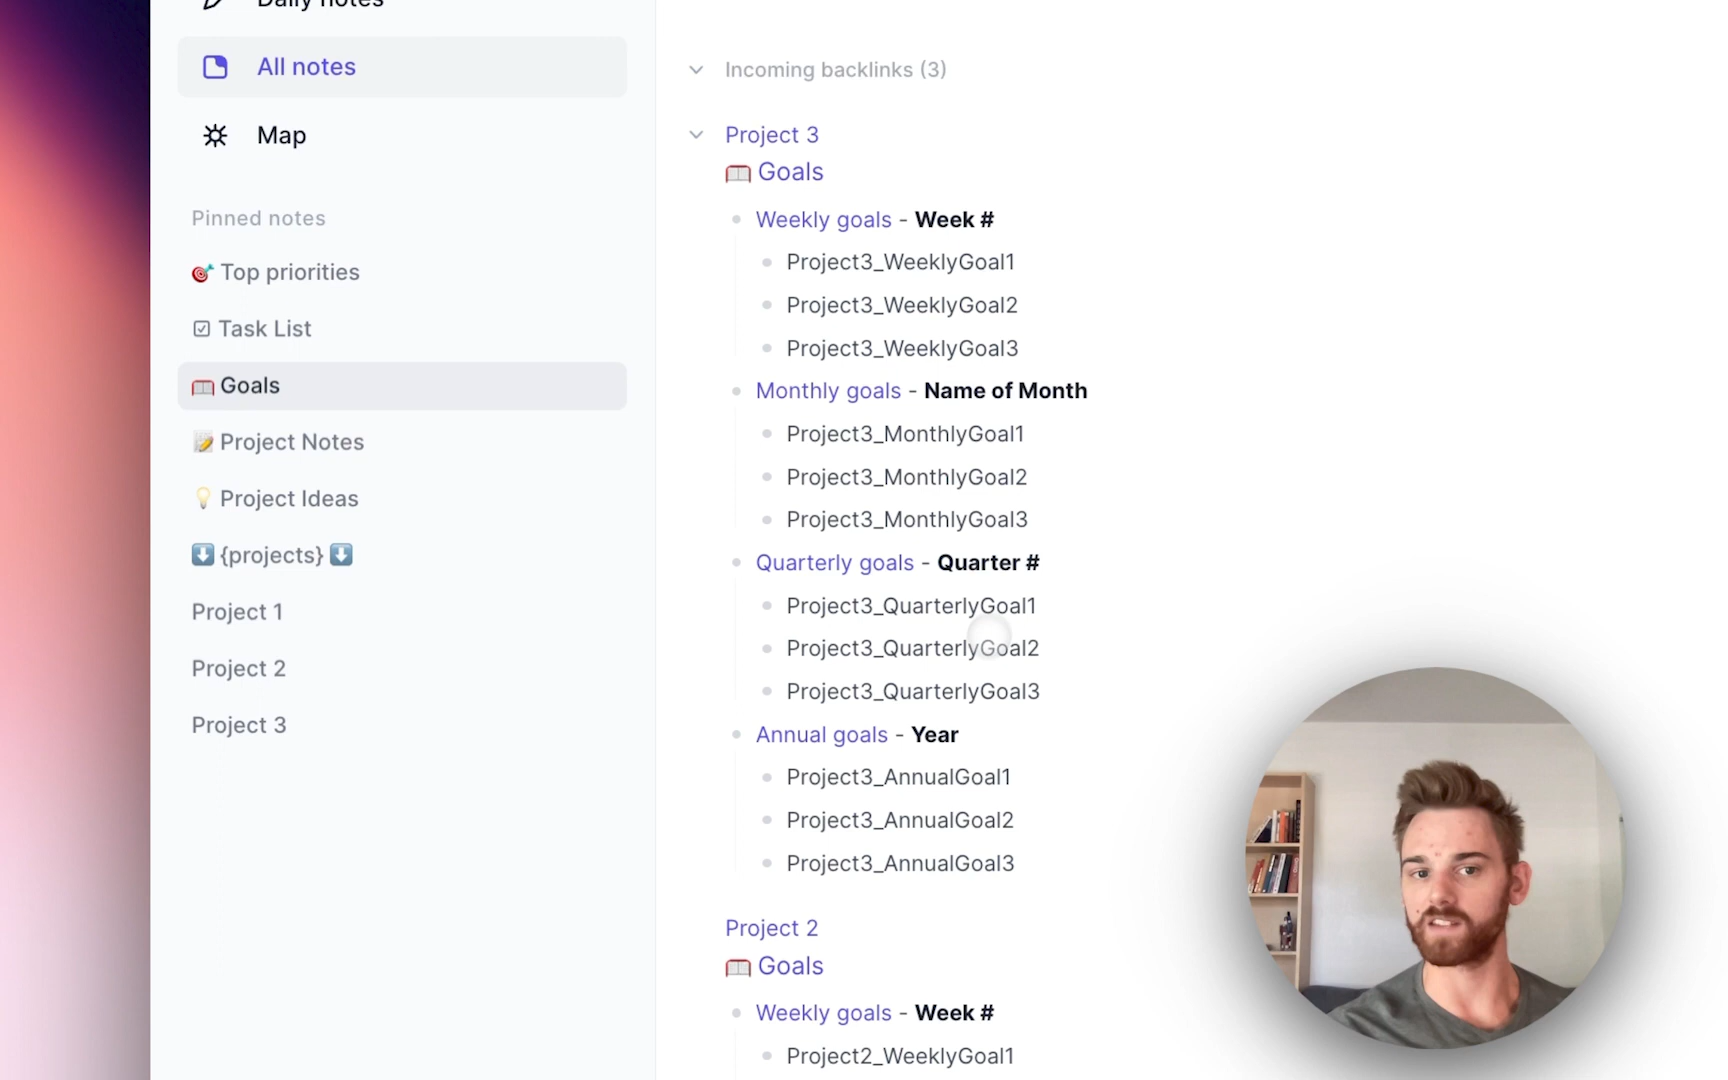 Daily notes
All notes
Map
Pinned notes
🎯 Top priorities
☑ Task List
🥅 Goals
📝 Project Notes
💡 Project Ideas
⬇️ {projects} ⬇️
Project 1
Project 2
Project 3
Incoming backlinks (3)
Project 3
🥅 Goals
Weekly goals - Week #
Project3_WeeklyGoal1
Project3_WeeklyGoal2
Project3_WeeklyGoal3
Monthly goals - Name of Month
Project3_MonthlyGoal1
Project3_MonthlyGoal2
Project3_MonthlyGoal3
Quarterly goals - Quarter #
Project3_QuarterlyGoal1
Project3_QuarterlyGoal2
Project3_QuarterlyGoal3
Annual goals - Year
Project3_AnnualGoal1
Project3_AnnualGoal2
Project3_AnnualGoal3
Project 2
🥅 Goals
Weekly goals - Week #
Project2_WeeklyGoal1